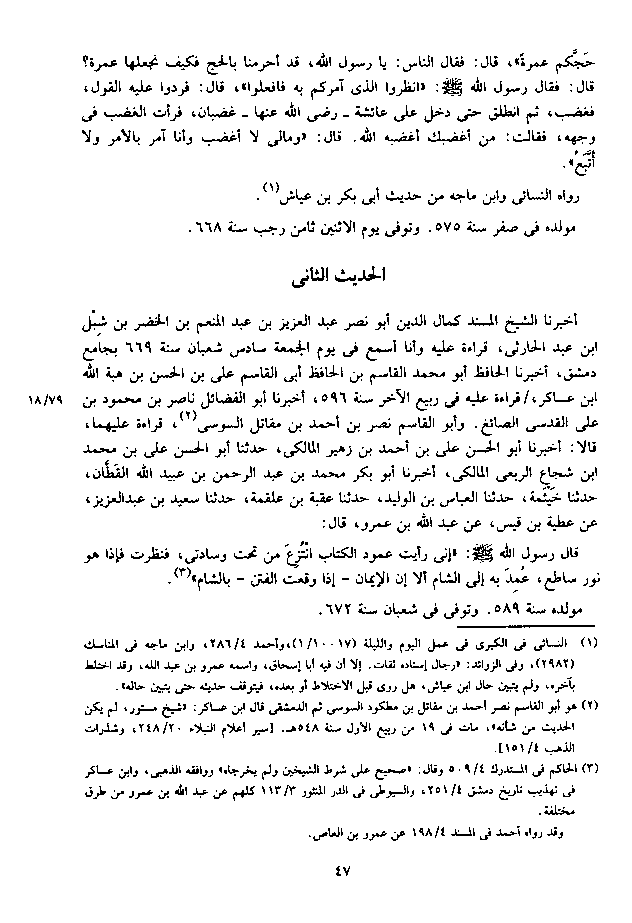 حَجَّكم عمرةً»، قال: فقال الناس: يا رسول الله، قد أحرمنا بالحج فكيف نجعلها عمرة؟
قال: فقال رسول الله ﷺ: «انظروا الذى آمركم به فافعلوا»، قال: فردوا عليه القول،
فغضب، ثم انطلق حتى دخل على عائشة ـ رضى الله عنها ـ غضبان، فرأت الغضب فى
وجهه، فقالت: من أغضبك أغضبه الله. قال: «ومالى لا أغضب وأنا آمر بالأمر ولا
أُتَّبَعُ».
رواه النسائى وابن ماجه من حديث أبى بكر بن عياش(١).
مولده فى صفر سنة ٥٧٥. وتوفى يوم الاثنين ثامن رجب سنة ٦٦٨.
الحديث الثانى
أخبرنا الشيخ المسند كمال الدين أبو نصر عبد العزيز بن عبد المنعم بن الخضر بن شِبْل
ابن عبد الحارثى، قراءة عليه وأنا أسمع فى يوم الجمعة سادس شعبان سنة ٦٦٩ بجامع
دمشق، أخبرنا الحافظ أبو محمد القاسم بن الحافظ أبى القاسم على بن الحسن بن هبة الله
ابن عساكر،/ قراءة عليه فى ربيع الآخر سنة ٥٩٦، أخبرنا أبو الفضائل ناصر بن محمود بن
١٨/٧٩
على القدسى الصائغ. وأبو القاسم نصر بن أحمد بن مقاتل السوسى(٢)، قراءة عليهما،
قالا: أخبرنا أبو الحسن على بن أحمد بن زهير المالكى، حدثنا أبو الحسن على بن محمد
ابن شجاع الربعى المالكى، أخبرنا أبو بكر محمد بن عبد الرحمن بن عبيد الله القَطَّان،
حدثنا خَيْثَمة، حدثنا العباس بن الوليد، حدثنا عقبة بن علقمة، حدثنا سعيد بن عبدالعزيز،
عن عطية بن قيس، عن عبد الله بن عمرو، قال:
قال رسول الله ﷺ: «إنى رأيت عمود الكتاب انْتُزِعَ من تحت وسادتى، فنظرت فإذا هو
نور ساطع، عُمِدَ به إلى الشام ألا إن الإيمان - إذا وقعت الفتن - بالشام»(٣).
مولده سنة ٥٨٩. وتوفى فى شعبان سنة ٦٧٢.
(١) النسائى فى الكبرى فى عمل اليوم والليلة (١/١٠٠١٧)،وأحمد ٢٨٦/٤، وابن ماجه فى المناسك
(٢٩٨٢)، وفى الزوائد: «رجال إسناده ثقات. إلا أن فيه أبا إسحاق، واسمه عمرو بن عبد الله، وقد اختلط
بآخره، ولم يتبين حال ابن عياش، هل روى قبل الاختلاط أو بعده، فيتوقف حديثه حتى يتبين حاله».
(٢) هو أبو القاسم نصر أحمد بن مقاتل بن مطكود السوسى ثم الدمشقى قال ابن عساكر: «شيخ مستور، لم يكن
الحديث من شأنه»، مات فى ١٩ من ربيع الأول سنة ٥٤٨هـ. [سير أعلام النبلاء ٢٤٨/٢٠، وشذرات
الذهب ١٥١/٤].
(٣) الحاكم فى المستدرك ٥٠٩/٤ وقال: «صحيح على شرط الشيخين ولم يخرجاه» ووافقه الذهبى، وابن عساكر
فى تهذيب تاريخ دمشق ٢٥١/٤، والسيوطى فى الدر المنثور ١١٣/٣ كلهم عن عبد الله بن عمرو من طرق
مختلفة.
وقد رواه أحمد فى المسند ١٩٨/٤ عن عمرو بن العاص.
٤٧